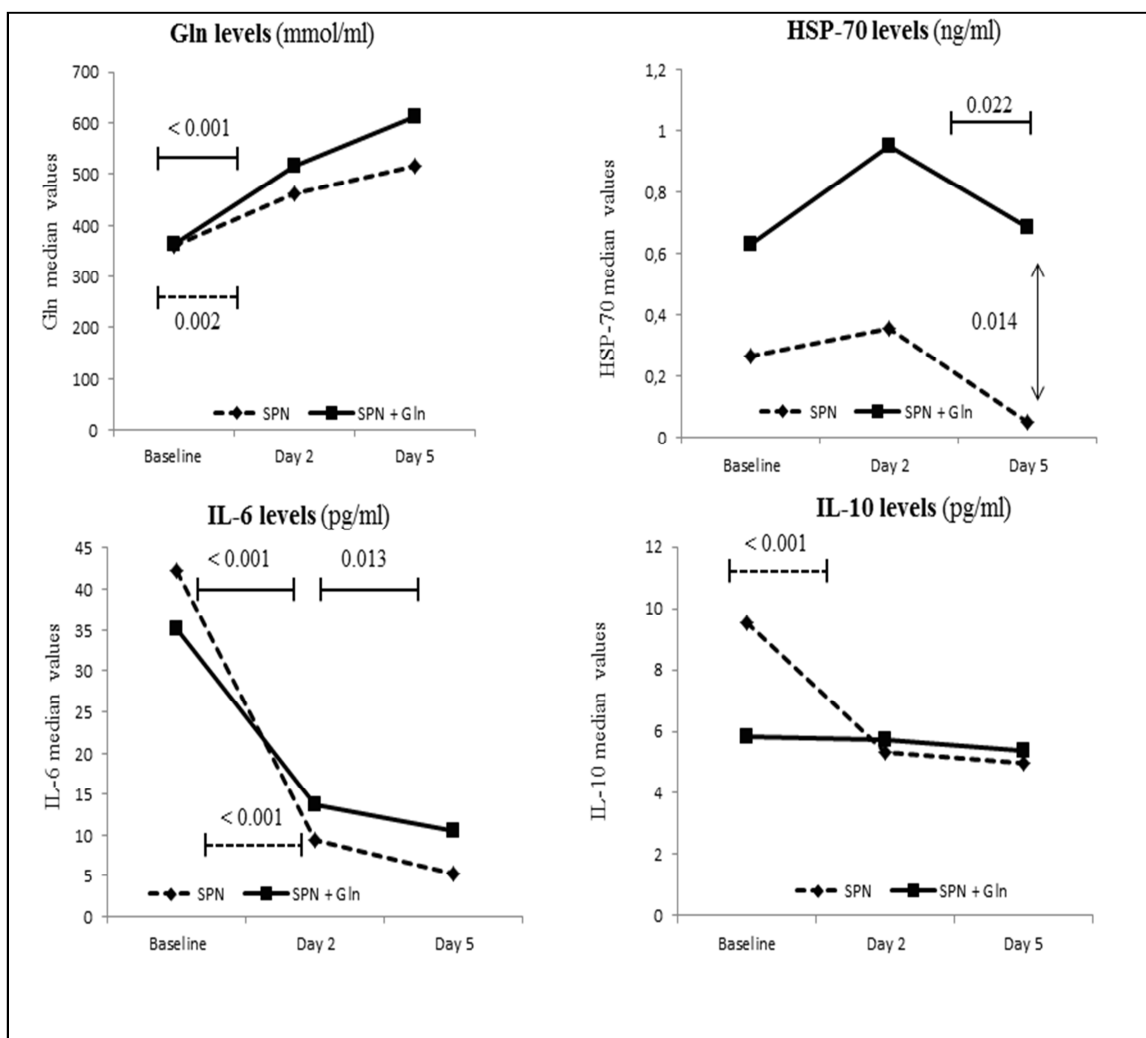 Gln levels (mmol/ml)
Gln median values
700
600
500
400
300
200
100
0
< 0.001
0.002
SPN
SPN + Gln
Baseline
Day 2
Day 5
HSP-70 levels (ng/ml)
HSP-70 median values
1,2
1
0,8
0,6
0,4
0,2
0
0.022
0.014
SPN
SPN + Gln
Baseline
Day 2
Day 5
IL-6 levels (pg/ml)
IL-6 median values
45
40
35
30
25
20
15
10
5
0
< 0.001
0.013
< 0.001
SPN
SPN + Gln
Baseline
Day 2
Day 5
IL-10 levels (pg/ml)
IL-10 median values
12
10
8
6
4
2
0
< 0.001
SPN
SPN + Gln
Baseline
Day 2
Day 5